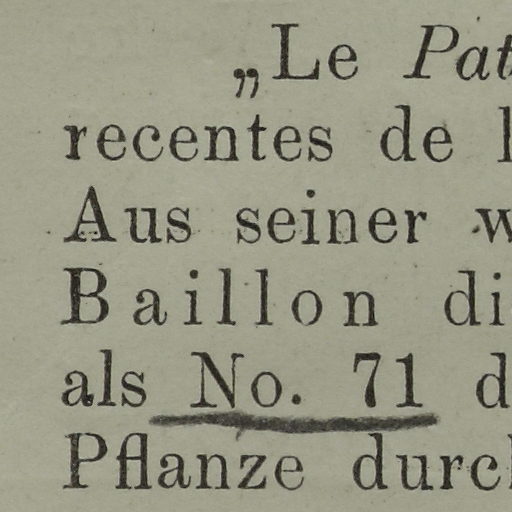 „Le Pat
recentes de l
Aus seiner w
Baillon di
als No. 71 d
Pflanze durch